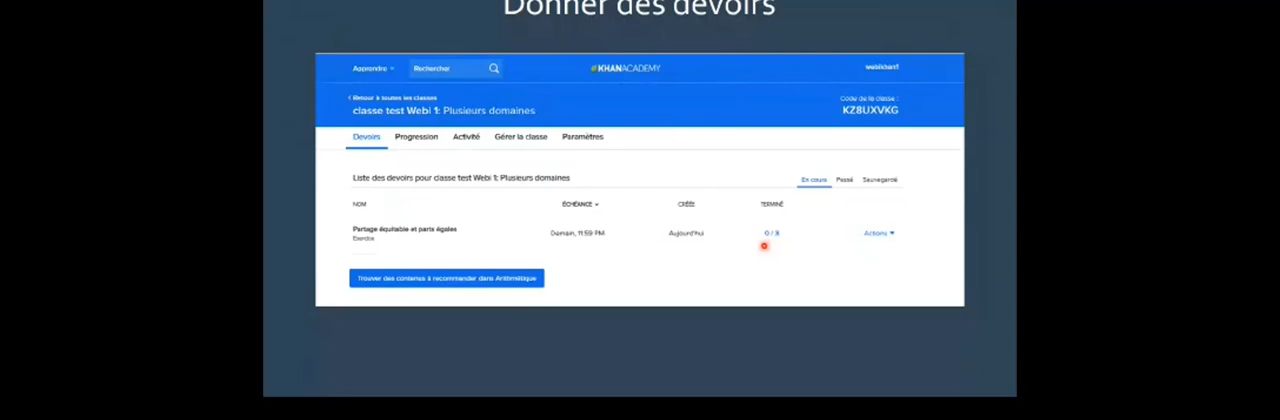 Donner des devoirs
Apprendre
Rechercher
KHANACADEMY
webikhan1
< Retour à toutes les classes
Code de la classe :
classe test Webi 1: Plusieurs domaines
KZ8UXVKG
Devoirs Progression Activité Gérer la classe Paramètres
Liste des devoirs pour classe test Webi 1: Plusieurs domaines
En cours Passé Sauvegardé
NOM ÉCHÉANCE CRÉÉE TERMINÉ
Partage équitable et parts égales
Exercice
Demain, 11:59 PM Aujourd'hui 0 / 3 Actions
Trouver des contenus à recommander dans Arithmétique